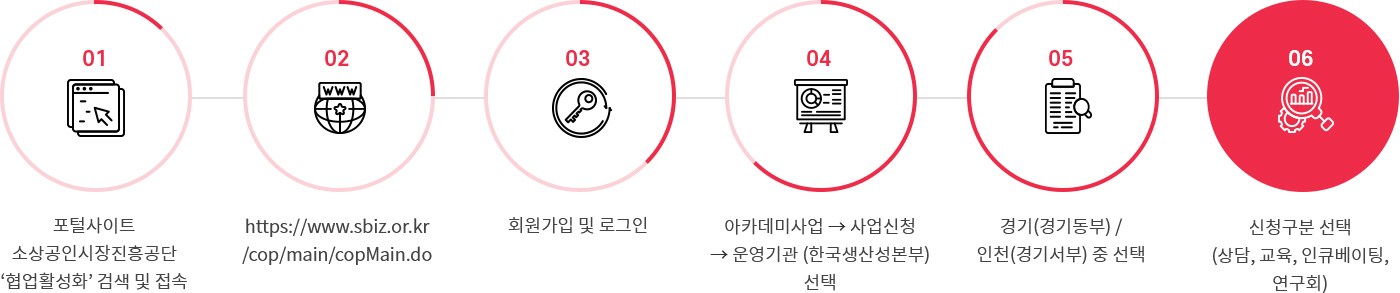 01
포털사이트
소상공인시장진흥공단
‘협업활성화’ 검색 및 접속
02
WWW
https://www.sbiz.or.kr
/cop/main/copMain.do
03
회원가입 및 로그인
04
아카데미사업 → 사업신청
→ 운영기관 (한국생산성본부)
선택
05
경기(경기동부) /
인천(경기서부) 중 선택
06
신청구분 선택
(상담, 교육, 인큐베이팅,
연구회)